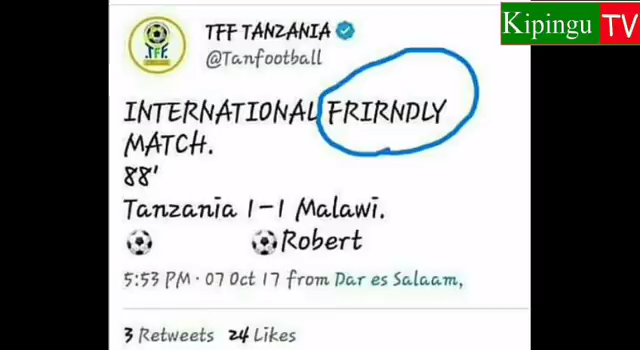 TFF TANZANIA
@Tanfootball
Kipingu TV
INTERNATIONAL FRIRNDLY
MATCH.
88'
Tanzania 1-1 Malawi.
Robert
5:53 PM · 07 Oct 17 from Dar es Salaam,
3 Retweets 24 Likes
TFF